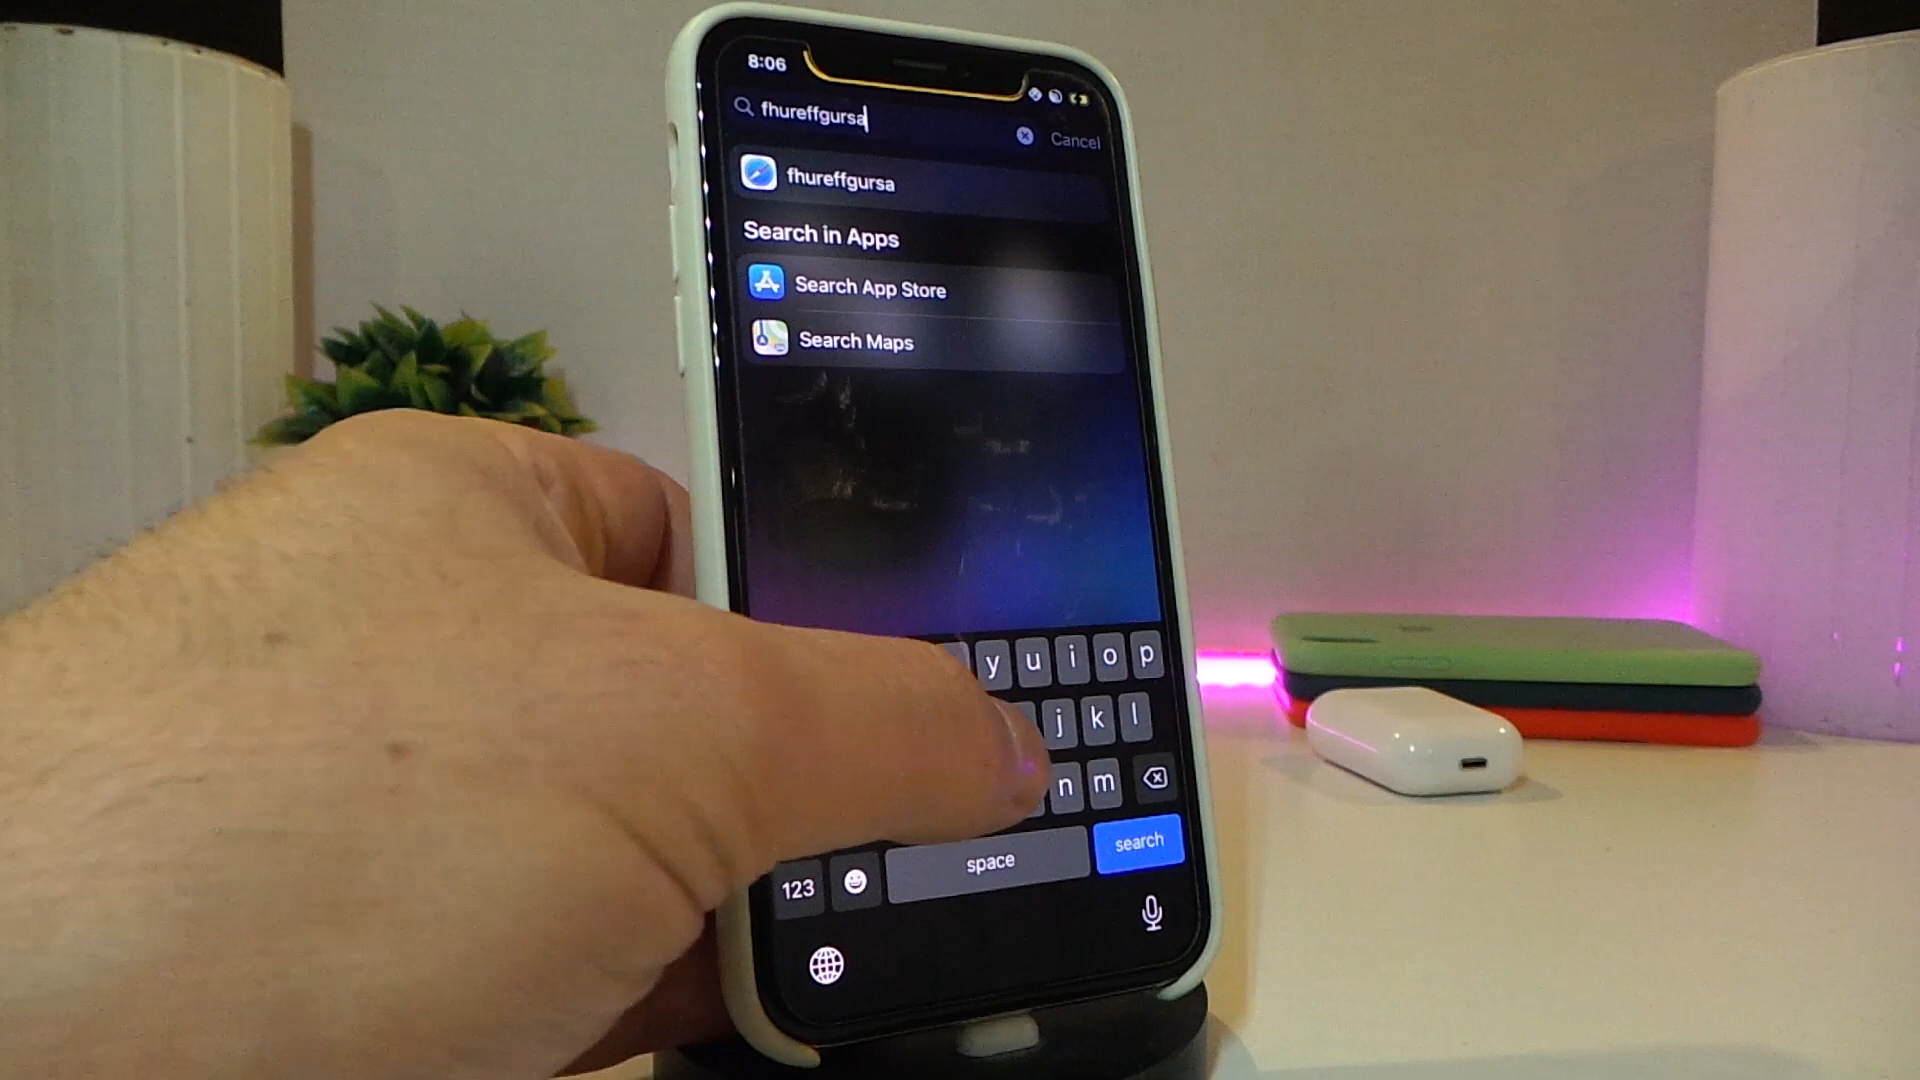 8:06
fhureffgursa
Cancel
fhureffgursa
Search in Apps
Search App Store
Search Maps
y u i o p
j k l
n m
123 space search